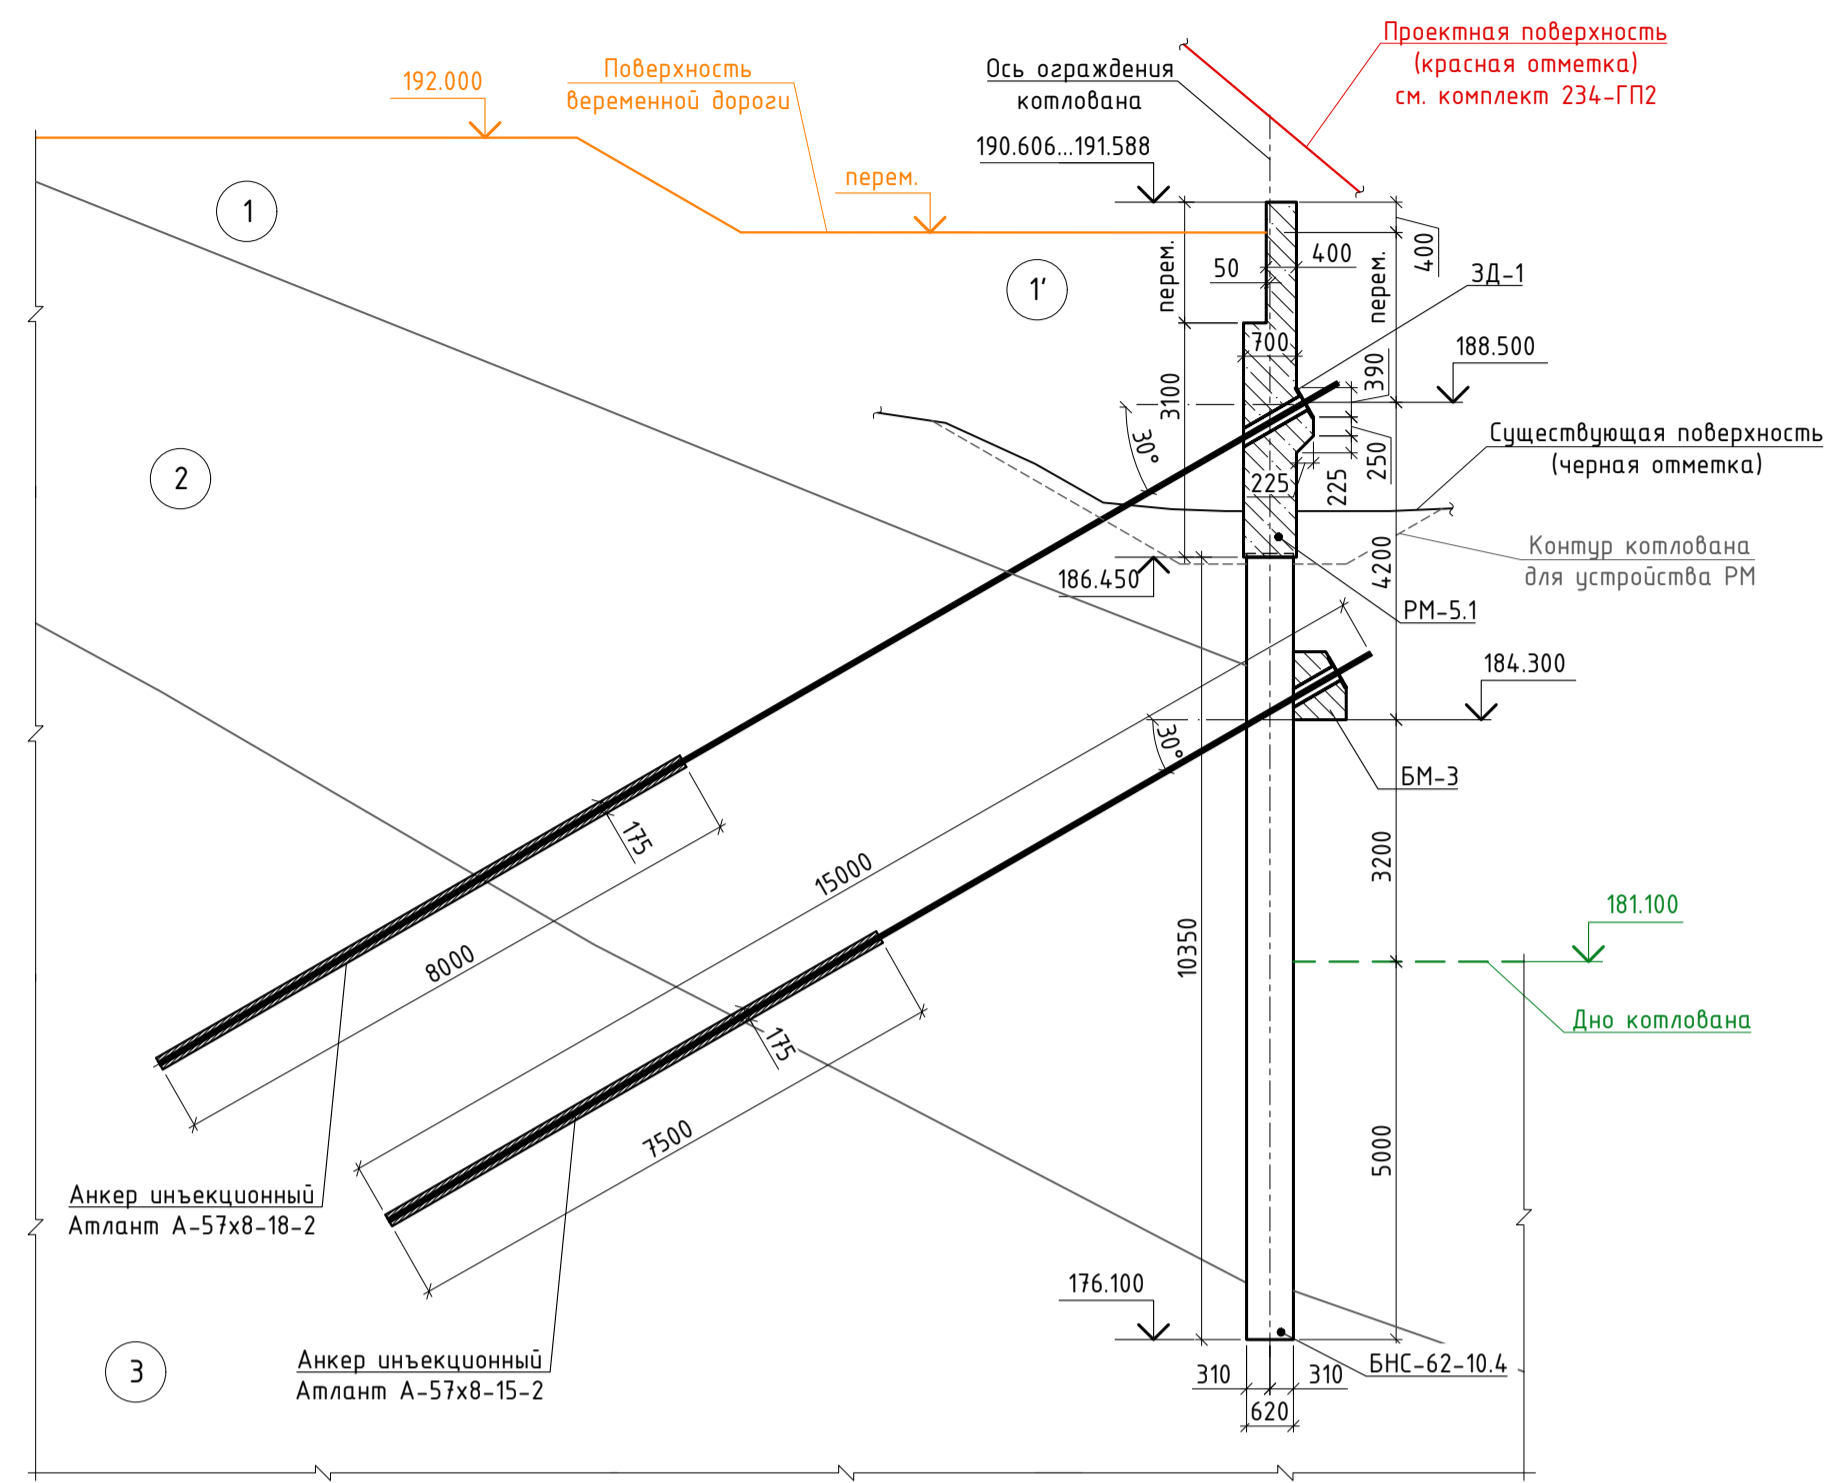 Проектная поверхность
(красная отметка)
см. комплект 234-ГП2
Ось ограждения
котлована
Поверхность
веременной дороги
192.000
190.606...191.588
перем.
1
1'
2
3
перем.
3100
50
400
400
перем.
700
ЗД-1
390
188.500
30°
225
225
250
Существующая поверхность
(черная отметка)
Контур котлована
для устройства РМ
186.450
4200
РМ-5.1
184.300
30°
БМ-3
175
15000
8000
10350
3200
181.100
Дно котлована
175
7500
5000
Анкер инъекционный
Атлант А-57х8-18-2
Анкер инъекционный
Атлант А-57х8-15-2
176.100
БНС-62-10.4
310
310
620